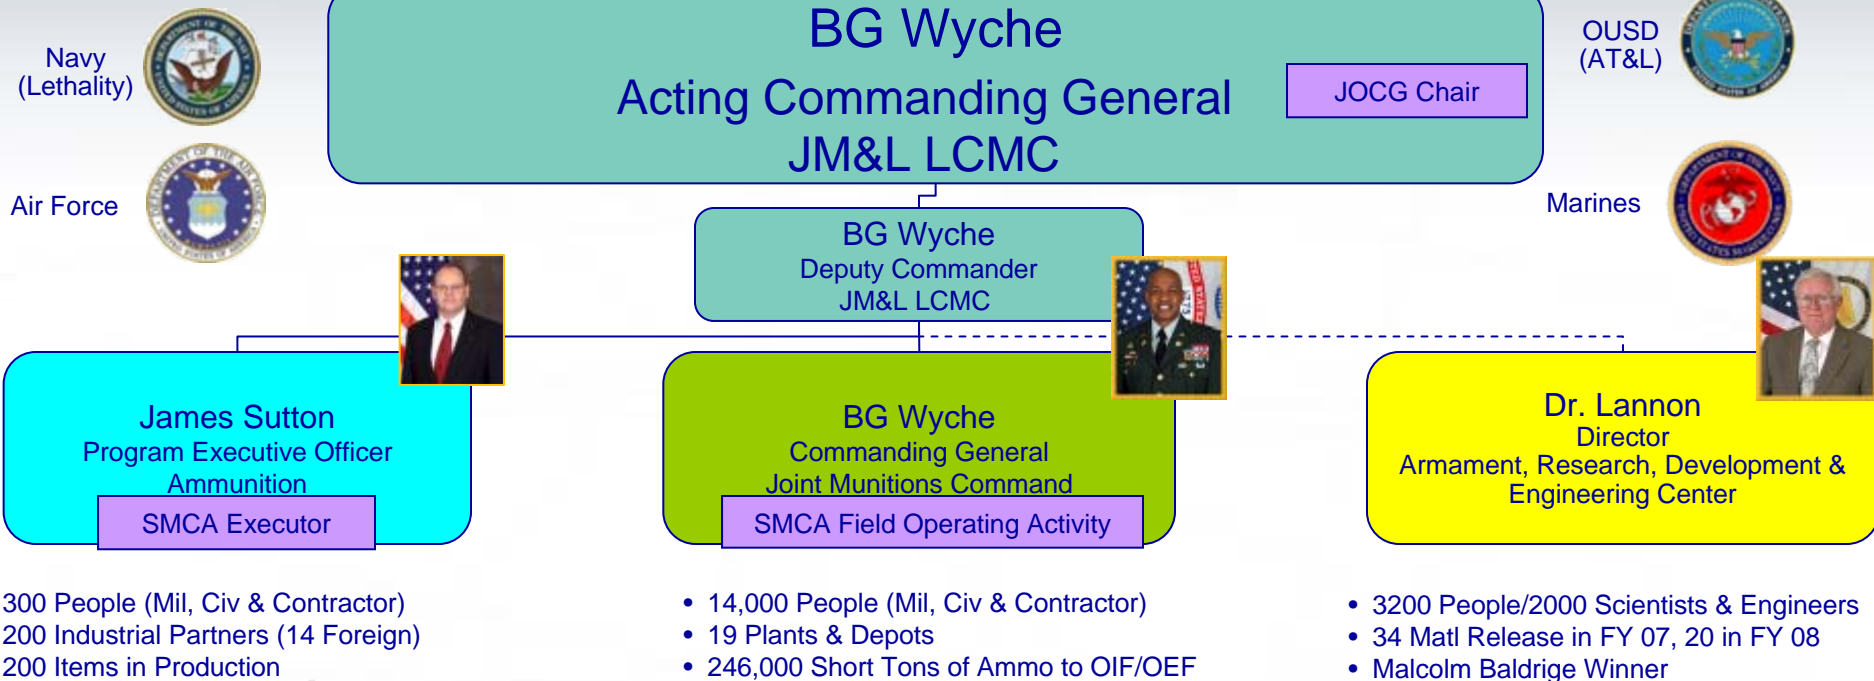 BG Wyche
Acting Commanding General
JM&L LCMC
JOCG Chair
Navy
(Lethality)
Air Force
OUSD
(AT&L)
Marines
BG Wyche
Deputy Commander
JM&L LCMC
James Sutton
Program Executive Officer
Ammunition
SMCA Executor
BG Wyche
Commanding General
Joint Munitions Command
SMCA Field Operating Activity
Dr. Lannon
Director
Armament, Research, Development &
Engineering Center
300 People (Mil, Civ & Contractor)
200 Industrial Partners (14 Foreign)
200 Items in Production
• 14,000 People (Mil, Civ & Contractor)
• 19 Plants & Depots
• 246,000 Short Tons of Ammo to OIF/OEF
• 3200 People/2000 Scientists & Engineers
• 34 Matl Release in FY 07, 20 in FY 08
• Malcolm Baldrige Winner